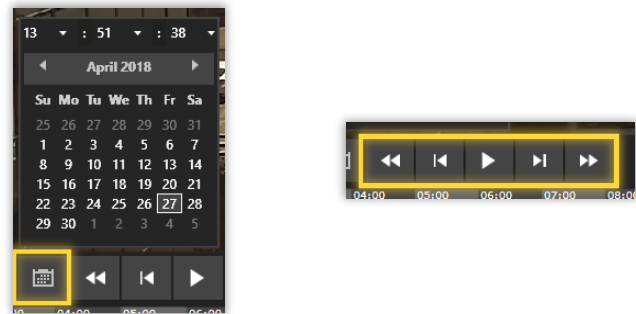 13 : 51 : 38
April 2018
Su Mo Tu We Th Fr Sa
25 26 27 28 29 30 31
1 2 3 4 5 6 7
8 9 10 11 12 13 14
15 16 17 18 19 20 21
22 23 24 25 26 27 28
29 30 1 2 3 4 5
04:00 05:00 06:00 07:00 08:0